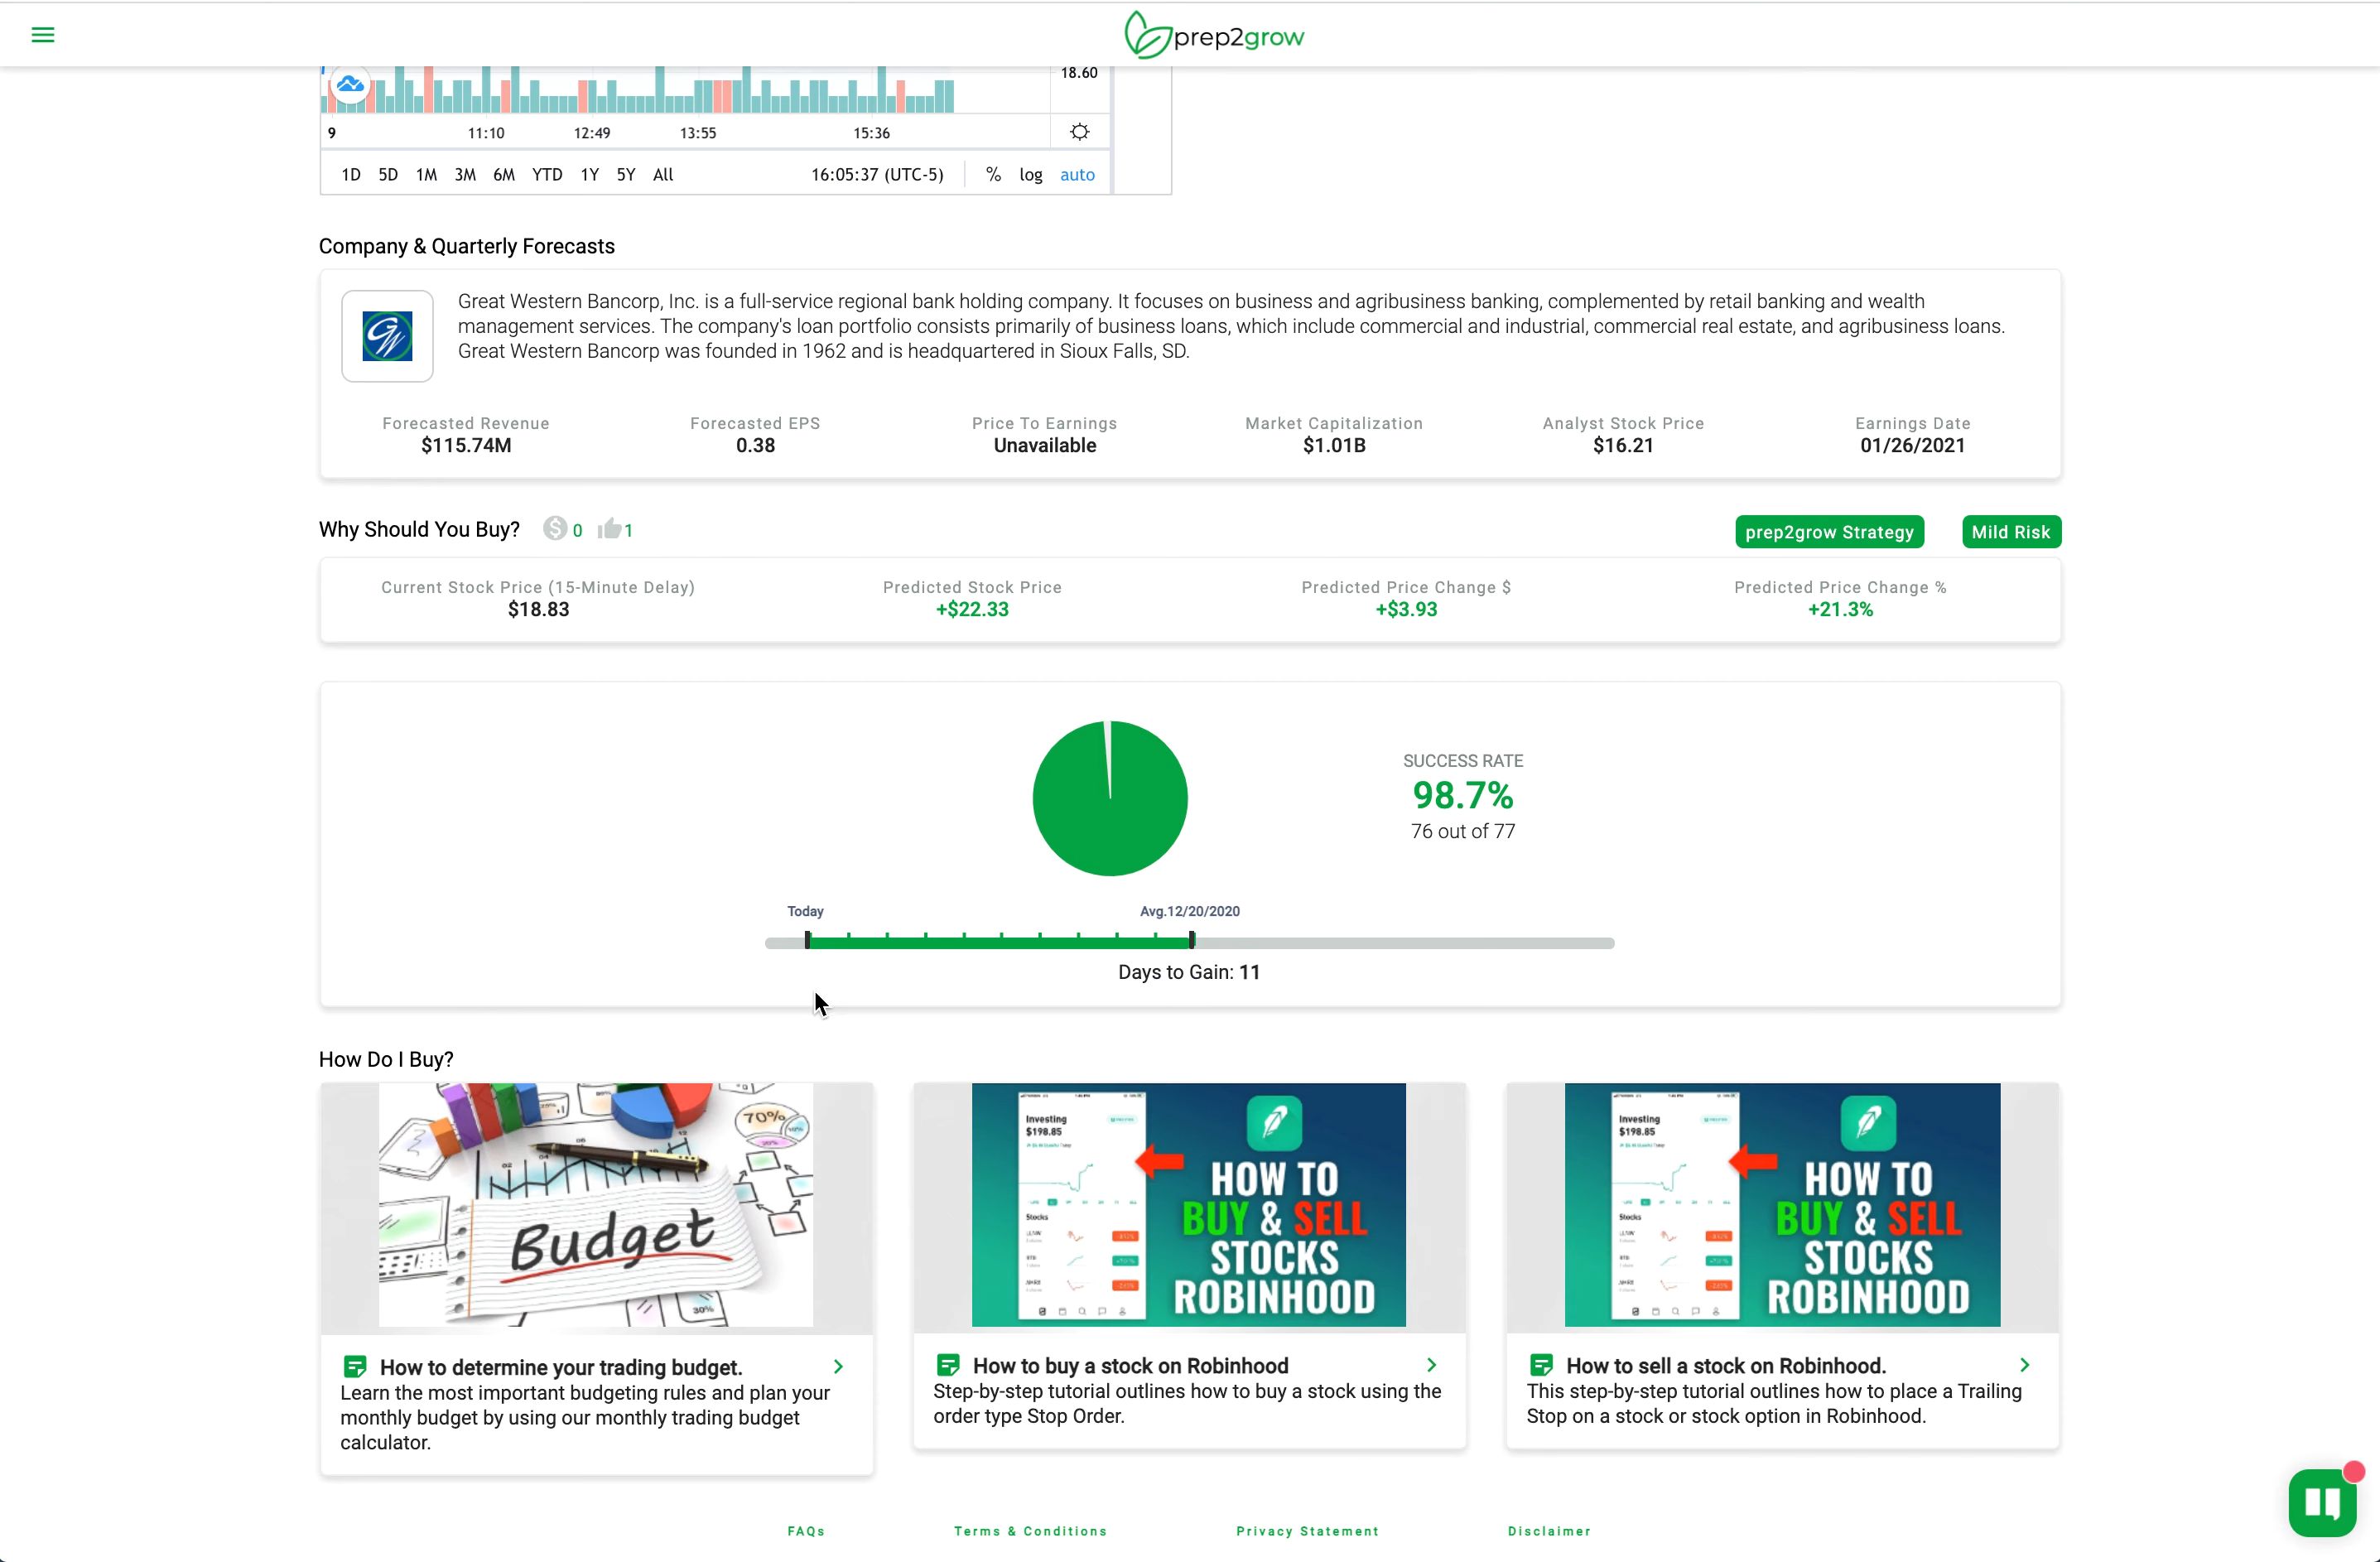 prep2grow
18.60
9 11:10 12:49 13:55 15:36
1D 5D 1M 3M 6M YTD 1Y 5Y All 16:05:37 (UTC-5) % log auto
Company & Quarterly Forecasts
GW
Great Western Bancorp, Inc. is a full-service regional bank holding company. It focuses on business and agribusiness banking, complemented by retail banking and wealth
management services. The company's loan portfolio consists primarily of business loans, which include commercial and industrial, commercial real estate, and agribusiness loans.
Great Western Bancorp was founded in 1962 and is headquartered in Sioux Falls, SD.
Forecasted Revenue Forecasted EPS Price To Earnings Market Capitalization Analyst Stock Price Earnings Date
$115.74M 0.38 Unavailable $1.01B $16.21 01/26/2021
Why Should You Buy? $ 0 1 prep2grow Strategy Mild Risk
Current Stock Price (15-Minute Delay) Predicted Stock Price Predicted Price Change $ Predicted Price Change %
$18.83 +$22.33 +$3.93 +21.3%
SUCCESS RATE
98.7%
76 out of 77
Today Avg.12/20/2020
Days to Gain: 11
How Do I Buy?
70%
Budget
30%
Investing
$198.85
Stocks
HOW TO
BUY & SELL
STOCKS
ROBINHOOD
Investing
$198.85
Stocks
HOW TO
BUY & SELL
STOCKS
ROBINHOOD
How to determine your trading budget.
Learn the most important budgeting rules and plan your
monthly budget by using our monthly trading budget
calculator.
How to buy a stock on Robinhood
Step-by-step tutorial outlines how to buy a stock using the
order type Stop Order.
How to sell a stock on Robinhood.
This step-by-step tutorial outlines how to place a Trailing
Stop on a stock or stock option in Robinhood.
FAQs Terms & Conditions Privacy Statement Disclaimer